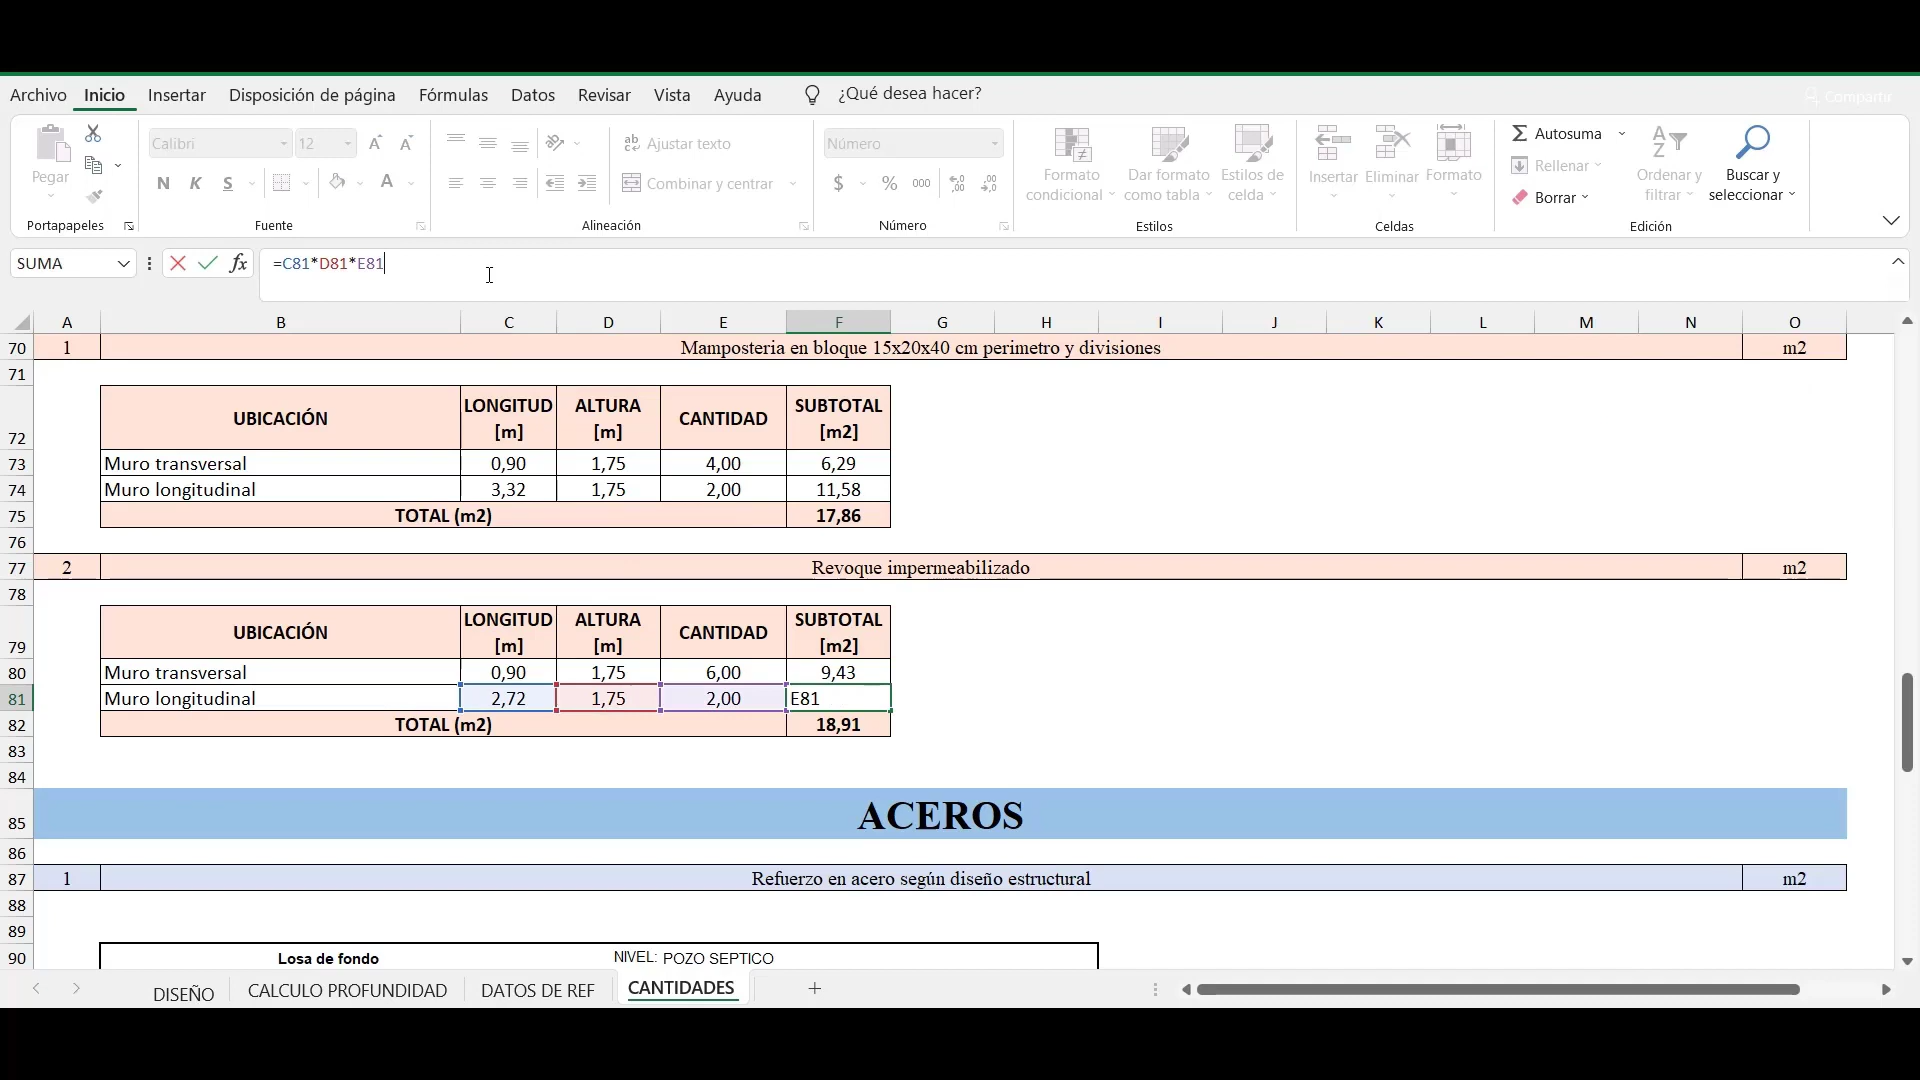 Archivo Inicio Insertar Disposición de página Fórmulas Datos Revisar Vista Ayuda ¿Qué desea hacer? Compartir
Pegar
Portapapeles
Calibri 12
N K S A
Fuente
Ajustar texto
Combinar y centrar
Alineación
Número
$ % 000
Número
Formato condicional
Dar formato como tabla
Estilos de celda
Estilos
Insertar Eliminar Formato
Celdas
Autosuma
Rellenar
Borrar
Ordenar y filtrar
Buscar y seleccionar
Edición
SUMA fx =C81*D81*E81
A B C D E F G H I J K L M N O
70 1 Mamposteria en bloque 15x20x40 cm perimetro y divisiones m2
71
72 UBICACIÓN LONGITUD [m] ALTURA [m] CANTIDAD SUBTOTAL [m2]
73 Muro transversal 0,90 1,75 4,00 6,29
74 Muro longitudinal 3,32 1,75 2,00 11,58
75 TOTAL (m2) 17,86
76
77 2 Revoque impermeabilizado m2
78
79 UBICACIÓN LONGITUD [m] ALTURA [m] CANTIDAD SUBTOTAL [m2]
80 Muro transversal 0,90 1,75 6,00 9,43
81 Muro longitudinal 2,72 1,75 2,00 E81
82 TOTAL (m2) 18,91
83
84
85 ACEROS
86
87 1 Refuerzo en acero según diseño estructural m2
88
89
90 Losa de fondo NIVEL: POZO SEPTICO
DISEÑO CALCULO PROFUNDIDAD DATOS DE REF CANTIDADES